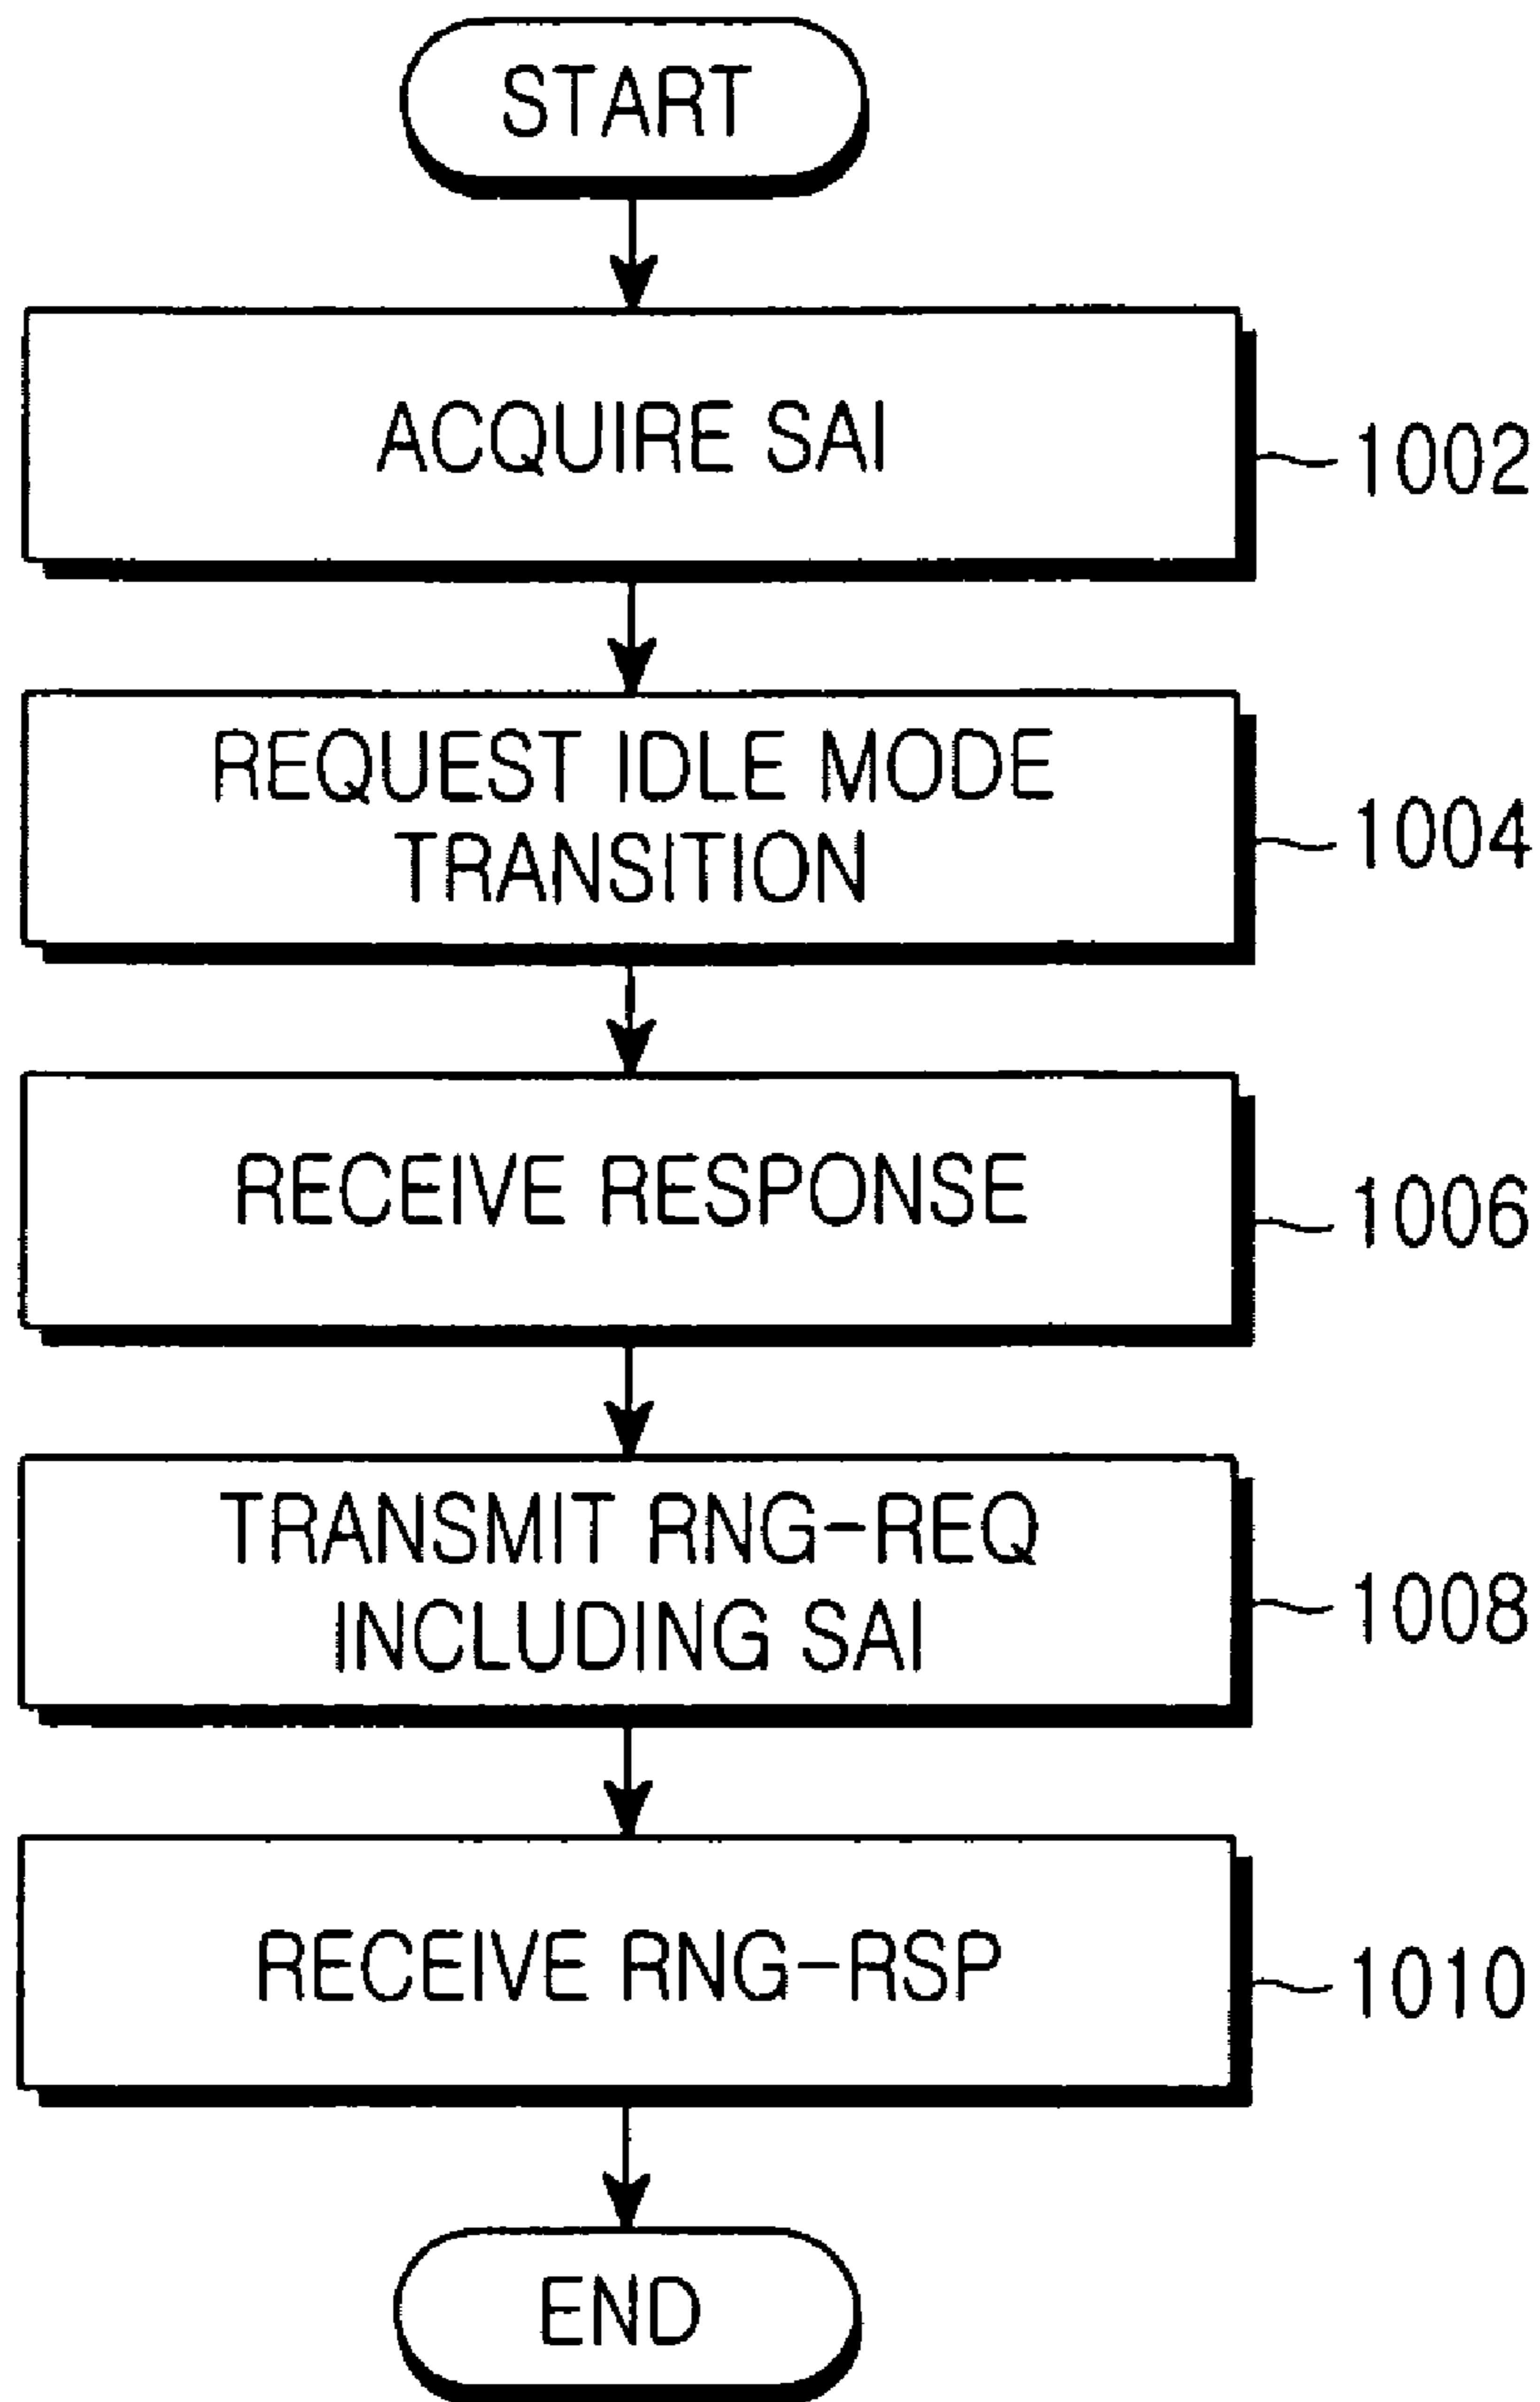 START
ACQUIRE SAI
1002
REQUEST IDLE MODE
TRANSITION
1004
RECEIVE RESPONSE
1006
TRANSMIT RNG-REQ
INCLUDING SAI
1008
RECEIVE RNG-RSP
1010
END